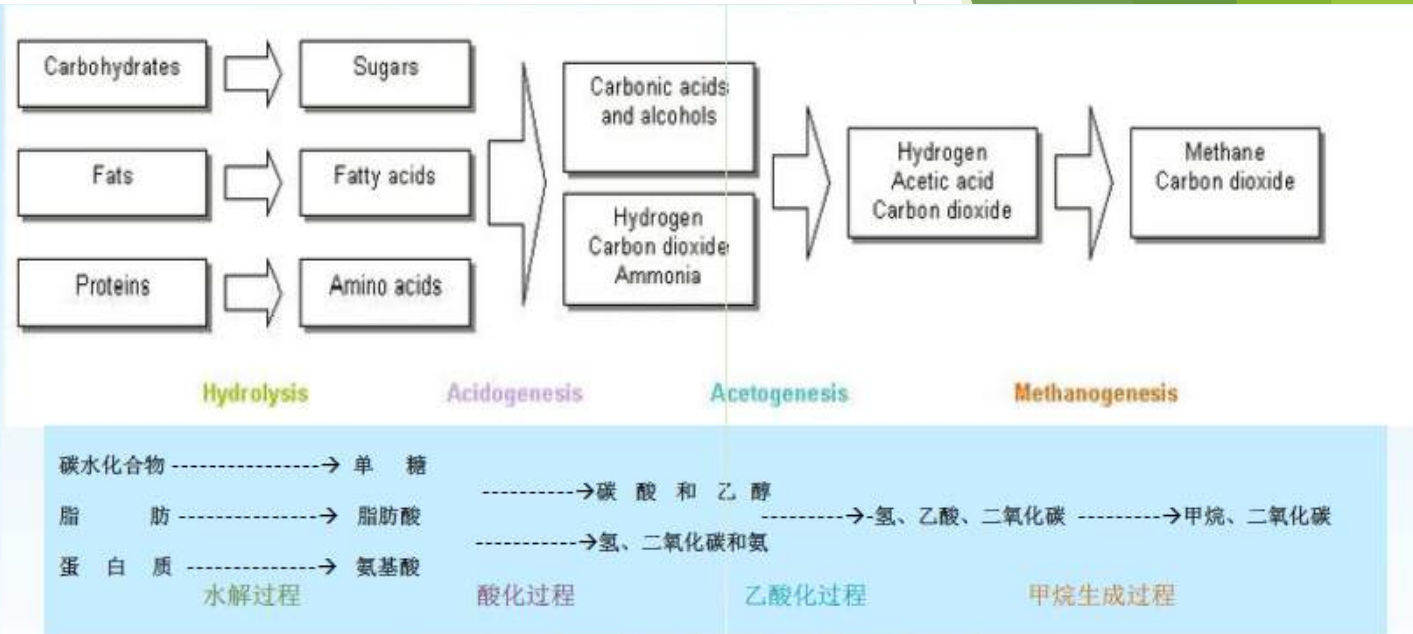 Carbohydrates
Sugars
Carbonic acids
and alcohols
Fats
Fatty acids
Hydrogen
Acetic acid
Carbon dioxide
Methane
Carbon dioxide
Hydrogen
Carbon dioxide
Ammonia
Proteins
Amino acids
Hydrolysis
Acidogenesis
Acetogenesis
Methanogenesis
碳水化合物 ----------------→ 单 糖
脂 肪 ----------------→ 脂肪酸
蛋 白 质 ----------------→ 氨基酸
----------→碳 酸 和 乙 醇
----------→氢、二氧化碳和氨
---------→-氢、乙酸、二氧化碳 ---------→甲烷、二氧化碳
水解过程
酸化过程
乙酸化过程
甲烷生成过程